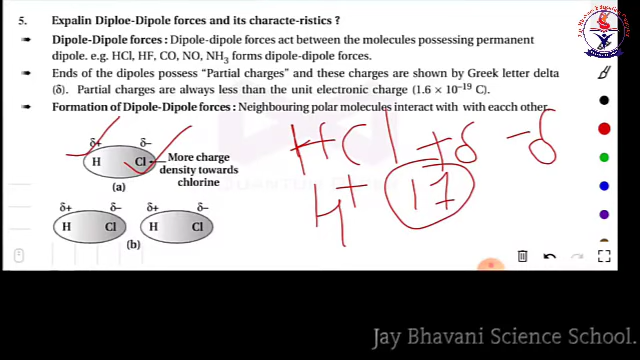 5. Expalin Diploe-Dipole forces and its characte-ristics ?
➡ Dipole-Dipole forces : Dipole-dipole forces act between the molecules possessing permanent
dipole. e.g. HCl, HF, CO, NO, NH₃ forms dipole-dipole forces.
➡ Ends of the dipoles possess “Partial charges” and these charges are shown by Greek letter delta
(δ). Partial charges are always less than the unit electronic charge (1.6 × 10⁻¹⁹ C).
➡ Formation of Dipole-Dipole forces : Neighbouring polar molecules interact with with eacch other.
HCl +δ -δ
H⁺ 17
δ+ δ–
H Cl
More charge
density towards
chlorine
(a)
δ+ δ– δ+ δ–
H Cl H Cl
(b)
Jay Bhavani Science School.